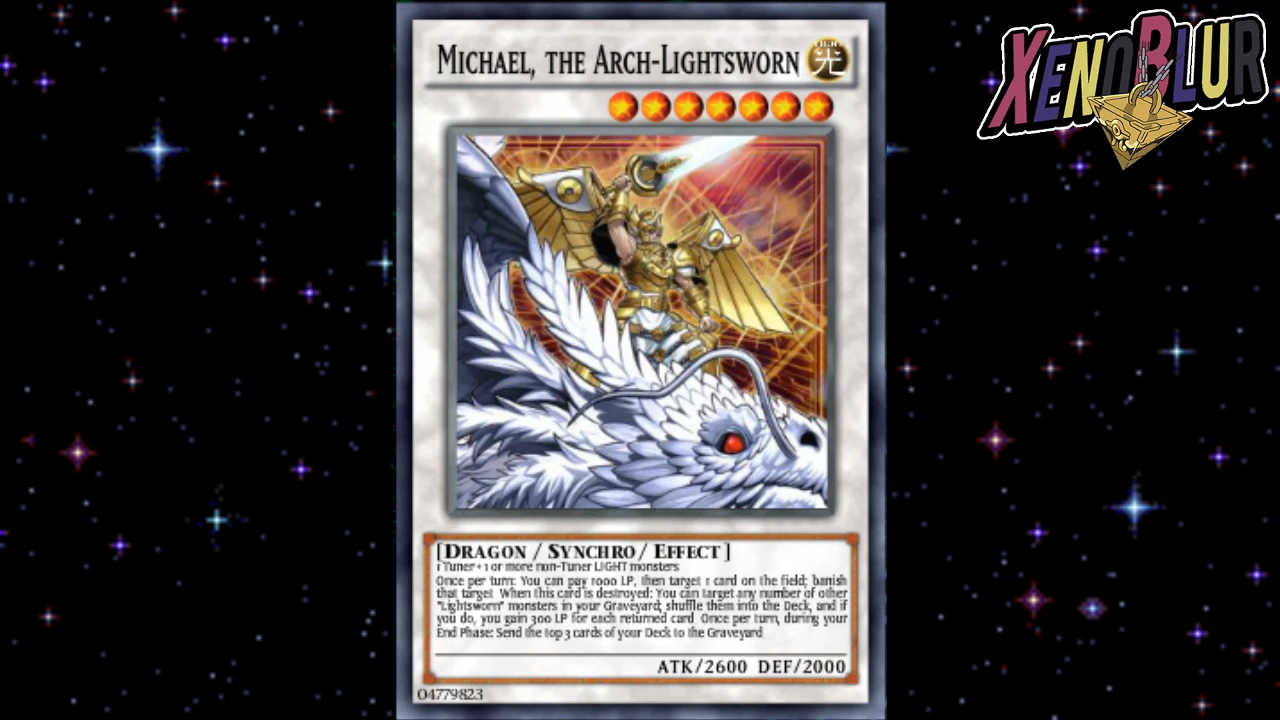 XENOBLUR
MICHAEL, THE ARCH-LIGHTSWORN
LIGHT
光
[DRAGON / SYNCHRO / EFFECT]
1 Tuner + 1 or more non-Tuner LIGHT monsters
Once per turn: You can pay 1000 LP, then target 1 card on the field; banish
that target. When this card is destroyed: You can target any number of other
"Lightsworn" monsters in your Graveyard; shuffle them into the Deck, and if
you do, you gain 300 LP for each returned card. Once per turn, during your
End Phase: Send the top 3 cards of your Deck to the Graveyard.
ATK/2600 DEF/2000
04779823